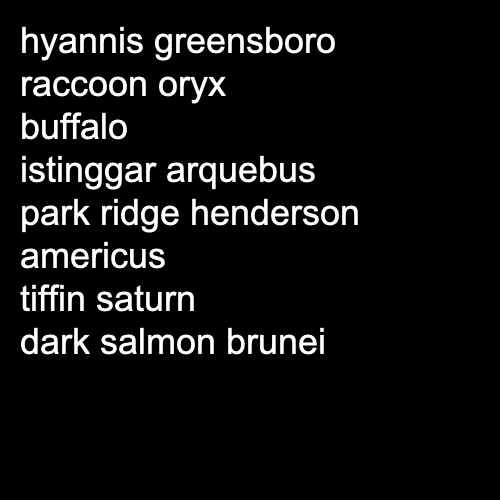 hyannis greensboro
raccoon oryx
buffalo
istinggar arquebus
park ridge henderson
americus
tiffin saturn
dark salmon brunei